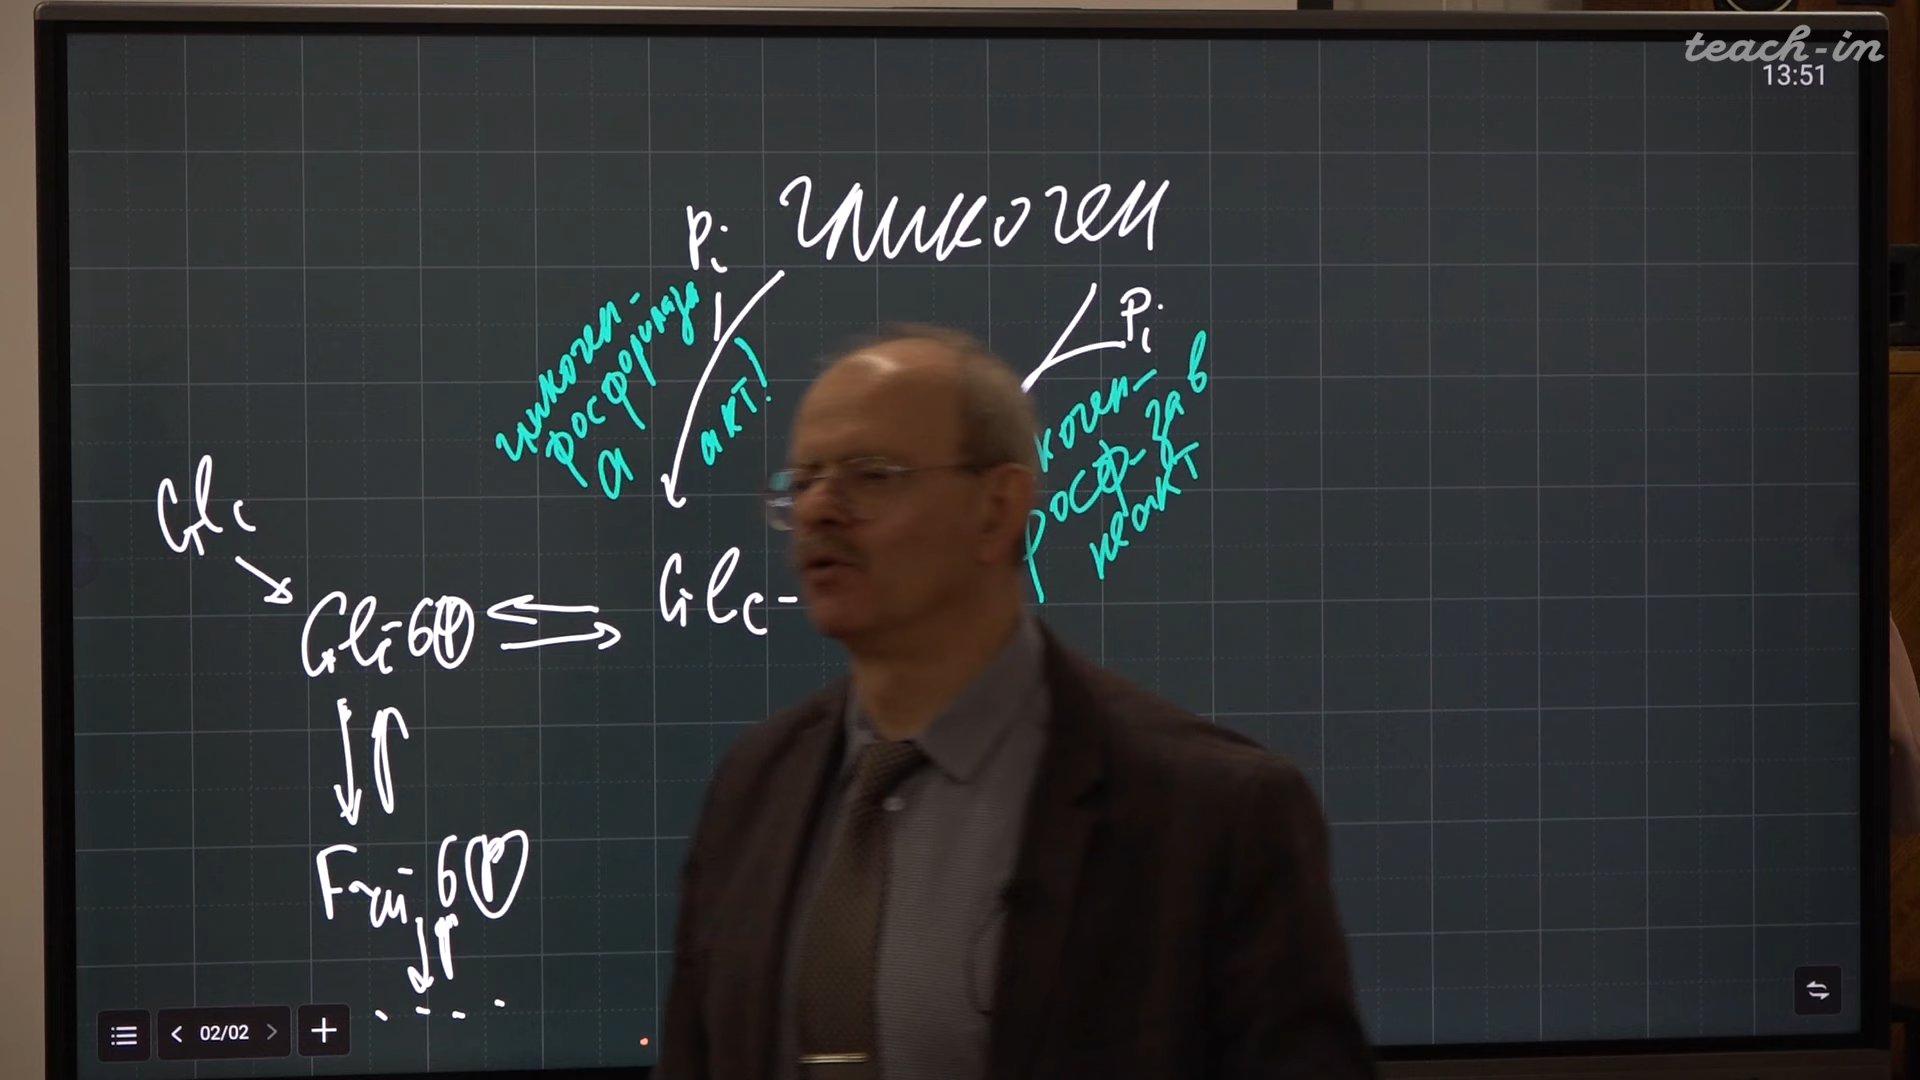 teach-in
13:51
гликоген
Pi
Pi
гликоген-
фосфорилаза
а
акт!
коген-
фосф-за в
неакт
Glc
Glc-6P
Glc-
Fru-6P
....
02/02